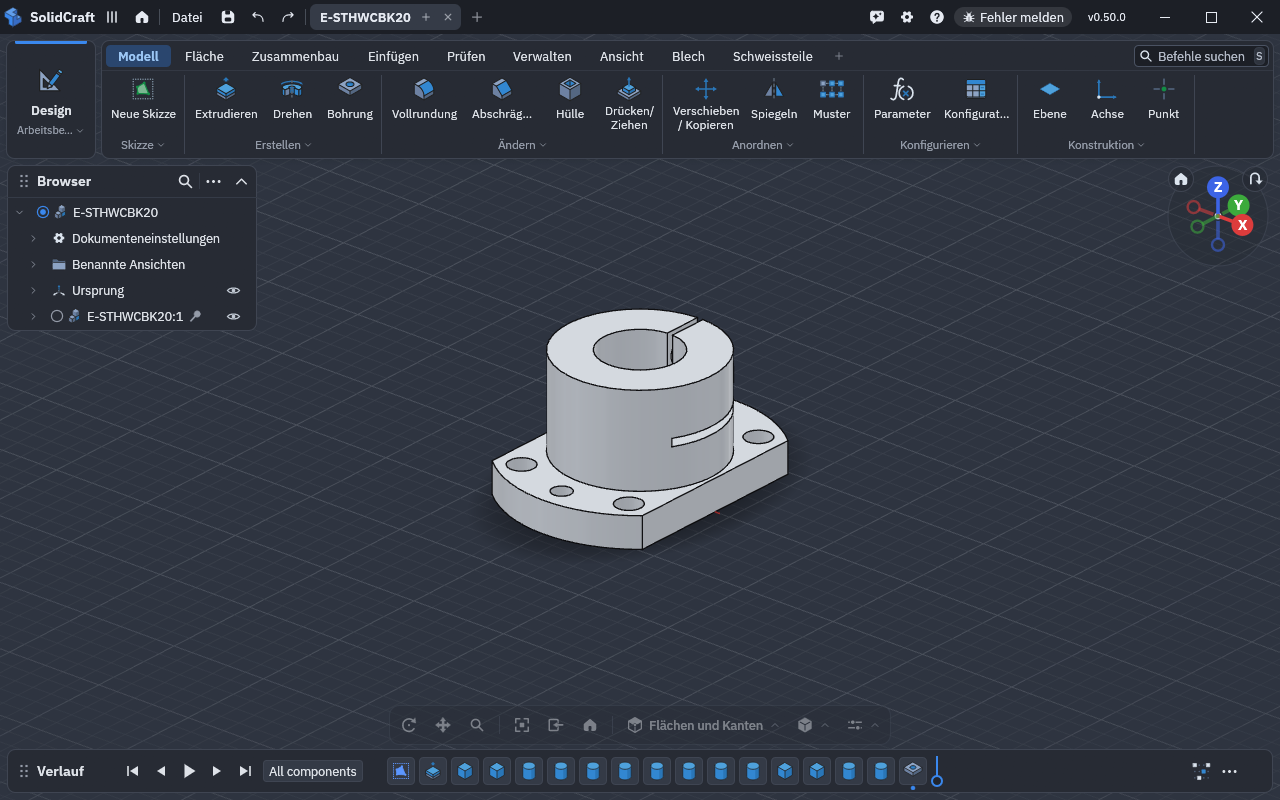 SolidCraft
Datei
E-STHWCBK20
Fehler melden
v0.50.0
Design
Arbeitsbe...
Modell
Fläche
Zusammenbau
Einfügen
Prüfen
Verwalten
Ansicht
Blech
Schweissteile
Befehle suchen
S
Neue Skizze
Extrudieren
Drehen
Bohrung
Vollrundung
Abschräg...
Hülle
Drücken/
Ziehen
Verschieben
/ Kopieren
Spiegeln
Muster
Parameter
Konfigurat...
Ebene
Achse
Punkt
Skizze
Erstellen
Ändern
Anordnen
Konfigurieren
Konstruktion
Browser
E-STHWCBK20
Dokumenteneinstellungen
Benannte Ansichten
Ursprung
E-STHWCBK20:1
Z
Y
X
Flächen und Kanten
Verlauf
All components